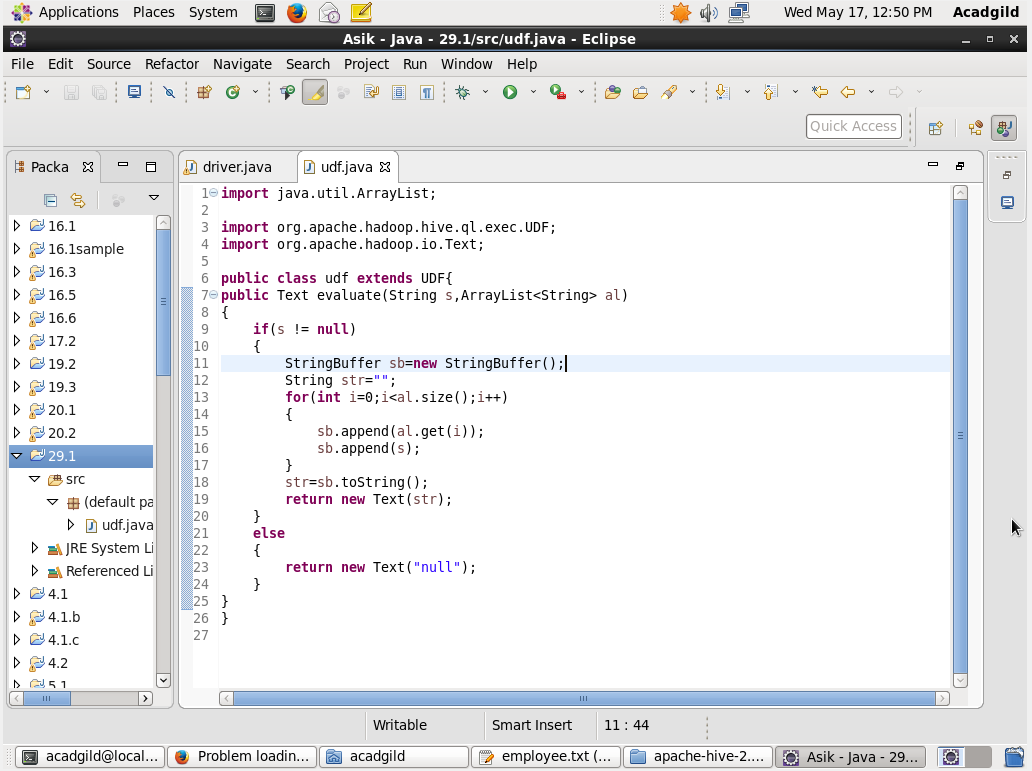 Applications Places System Wed May 17, 12:50 PM Acadgild
Asik - Java - 29.1/src/udf.java - Eclipse
File Edit Source Refactor Navigate Search Project Run Window Help
Quick Access
Packa
driver.java
udf.java
16.1
16.1sample
16.3
16.5
16.6
17.2
19.2
19.3
20.1
20.2
29.1
src
(default pa
udf.java
JRE System Li
Referenced Li
4.1
4.1.b
4.1.c
4.2
5.1
1 import java.util.ArrayList;
2
3 import org.apache.hadoop.hive.ql.exec.UDF;
4 import org.apache.hadoop.io.Text;
5
6 public class udf extends UDF{
7 public Text evaluate(String s,ArrayList<String> al)
8 {
9     if(s != null)
10     {
11         StringBuffer sb=new StringBuffer();
12         String str="";
13         for(int i=0;i<al.size();i++)
14         {
15             sb.append(al.get(i));
16             sb.append(s);
17         }
18         str=sb.toString();
19         return new Text(str);
20     }
21     else
22     {
23         return new Text("null");
24     }
25 }
26 }
27
Writable Smart Insert 11 : 44
acadgild@local... Problem loadin... acadgild employee.txt (... apache-hive-2.... Asik - Java - 29...